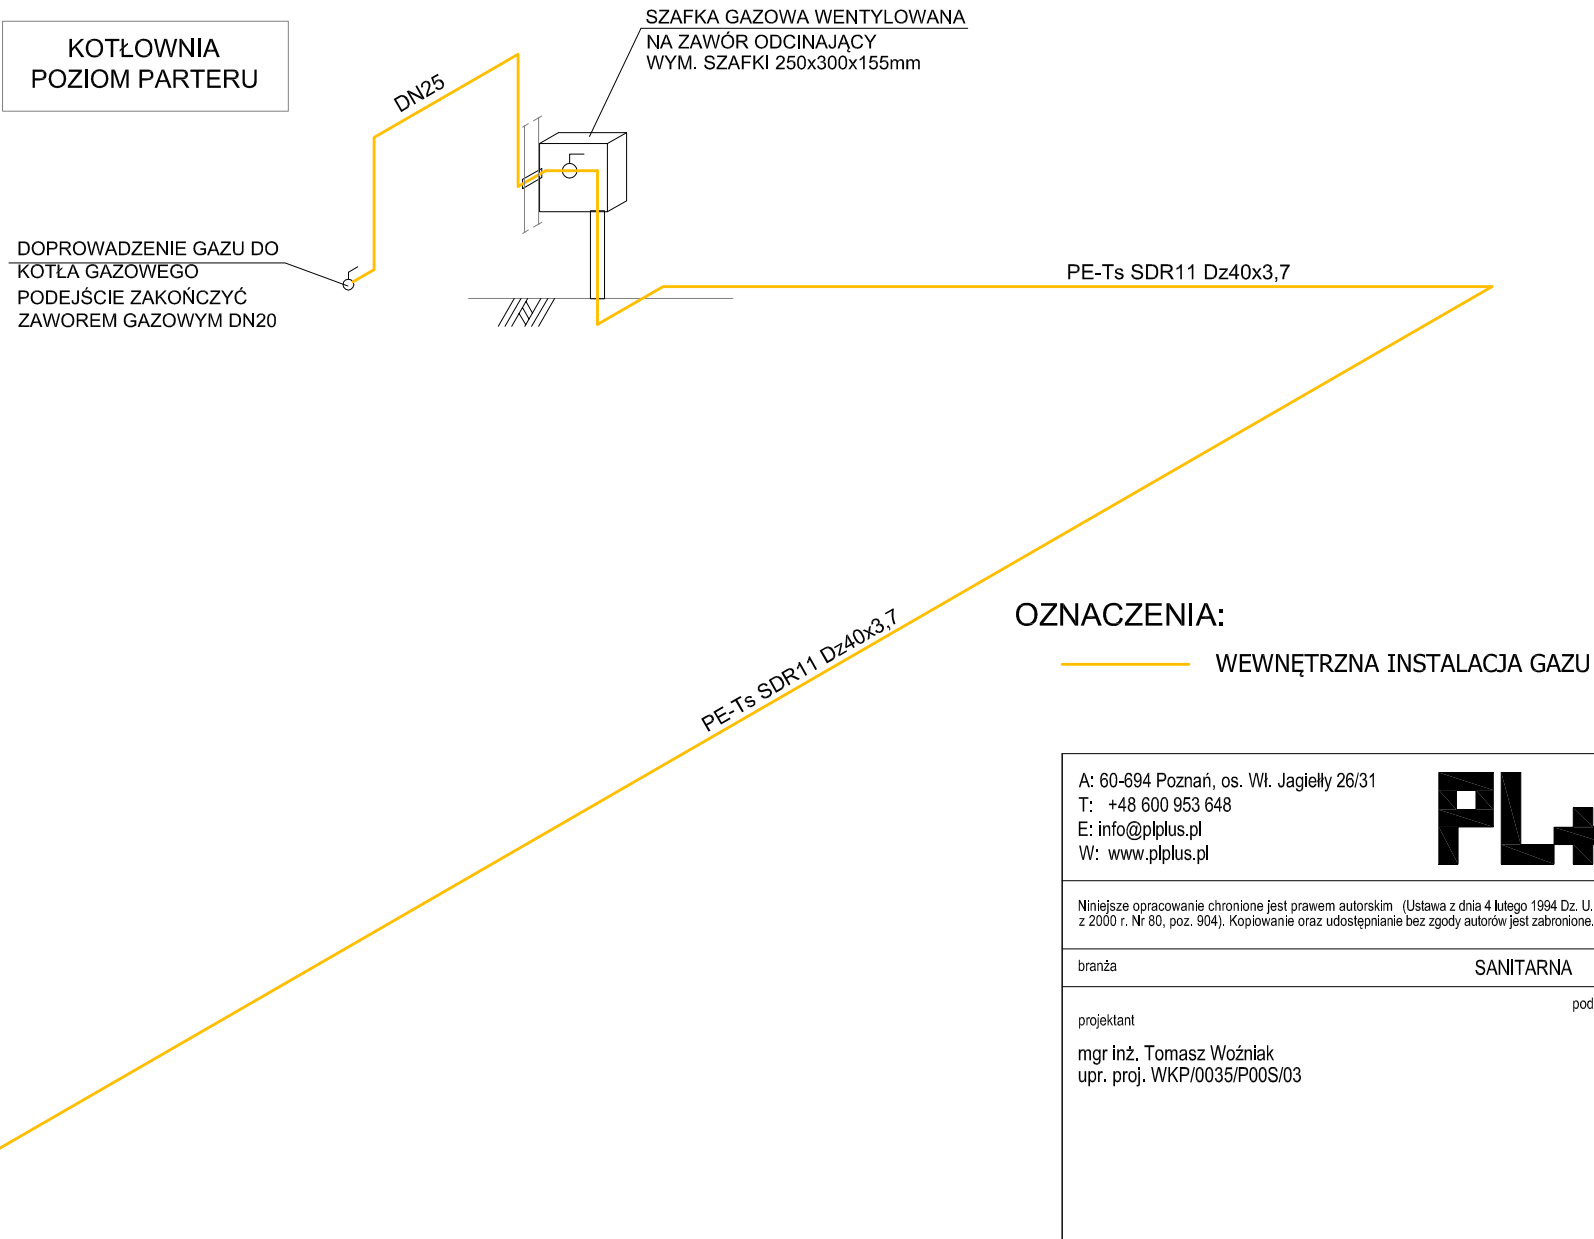 KOTŁOWNIA
POZIOM PARTERU
SZAFKA GAZOWA WENTYLOWANA
NA ZAWÓR ODCINAJĄCY
WYM. SZAFKI 250x300x155mm
DN25
DOPROWADZENIE GAZU DO
KOTŁA GAZOWEGO
PODEJŚCIE ZAKOŃCZYĆ
ZAWOREM GAZOWYM DN20
PE-Ts SDR11 Dz40x3,7
PE-Ts SDR11 Dz40x3,7
OZNACZENIA:
WEWNĘTRZNA INSTALACJA GAZU
A: 60-694 Poznań, os. Wł. Jagiełły 26/31
T: +48 600 953 648
E: info@plplus.pl
W: www.plplus.pl
PL+
Niniejsze opracowanie chronione jest prawem autorskim (Ustawa z dnia 4 lutego 1994 Dz. U.
z 2000 r. Nr 80, poz. 904). Kopiowanie oraz udostępnianie bez zgody autorów jest zabronione.
branża SANITARNA
pod
projektant
mgr inż. Tomasz Woźniak
upr. proj. WKP/0035/P00S/03